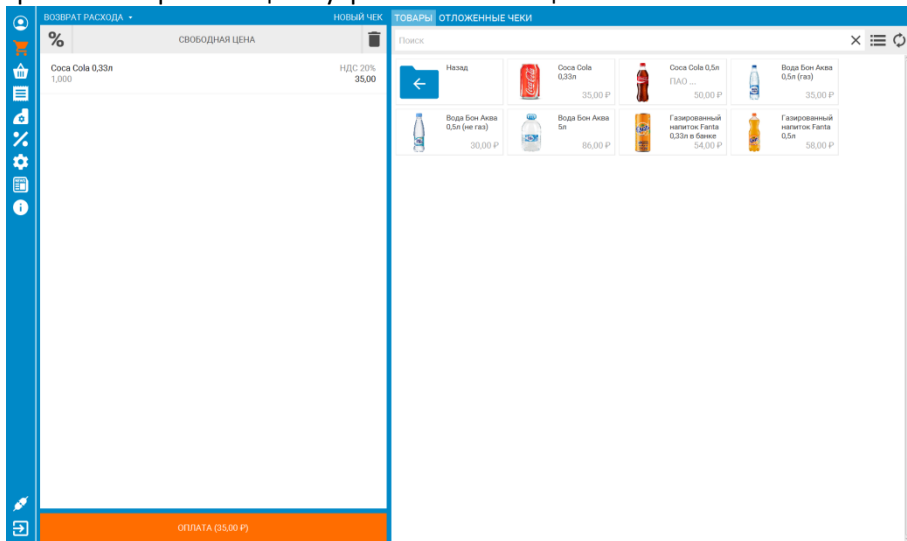 ВОЗВРАТ РАСХОДА
НОВЫЙ ЧЕК
ТОВАРЫ ОТЛОЖЕННЫЕ ЧЕКИ
%
СВОБОДНАЯ ЦЕНА
Поиск
Coca Cola 0,33л
НДС 20%
1,000
35,00
Назад
Coca Cola
0,33л
35,00 ₽
Coca Cola 0,5л
ПАО ...
50,00 ₽
Вода Бон Аква
0,5л (газ)
35,00 ₽
Вода Бон Аква
0,5л (не газ)
30,00 ₽
Вода Бон Аква
5л
86,00 ₽
Газированный
напиток Fanta
0,33л в банке
54,00 ₽
Газированный
напиток Fanta
0,5л
58,00 ₽
ОПЛАТА (35,00 ₽)